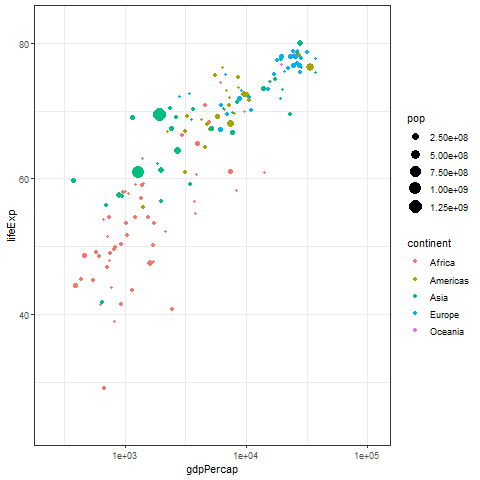 80
60
40
lifeExp
1e+03
1e+04
1e+05
gdpPercap
pop
2.50e+08
5.00e+08
7.50e+08
1.00e+09
1.25e+09
continent
Africa
Americas
Asia
Europe
Oceania